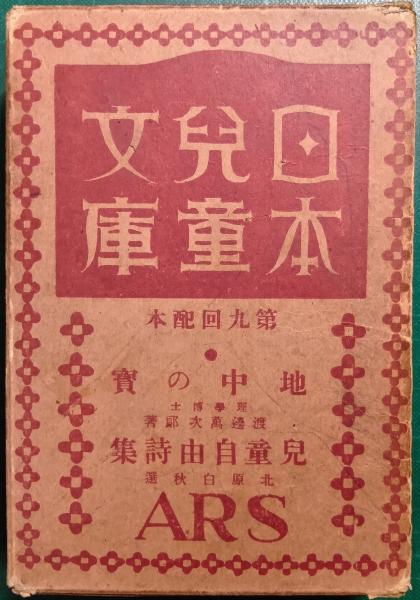 日本
兒童
文庫
第九回配本
地中の寶
理學博士
渡邊萬次郎著
兒童自由詩集
北原白秋選
ARS